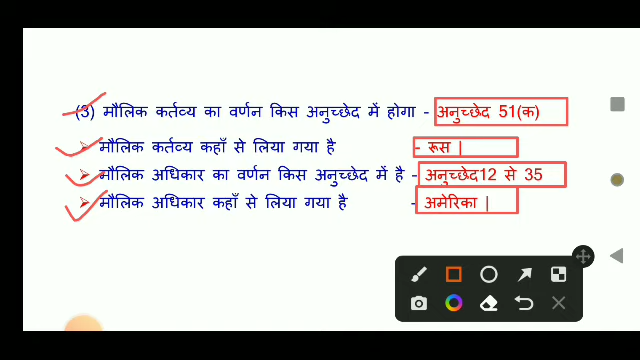 (3) मौलिक कर्तव्य का वर्णन किस अनुच्छेद में होगा - अनुच्छेद 51(क)
➢ मौलिक कर्तव्य कहाँ से लिया गया है - रूस |
➢ मौलिक अधिकार का वर्णन किस अनुच्छेद में है - अनुच्छेद12 से 35
➢ मौलिक अधिकार कहाँ से लिया गया है - अमेरिका |